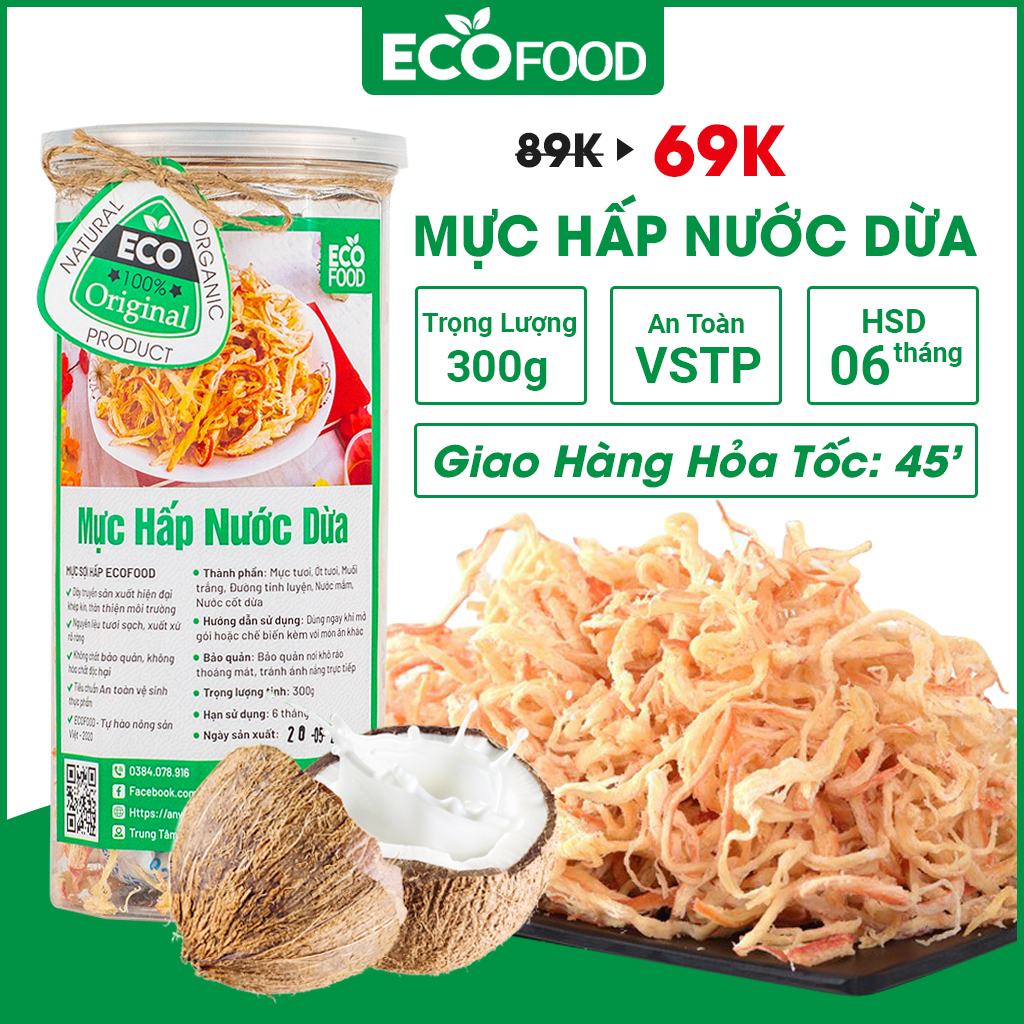 ECOFOOD
89K 69K
MỰC HẤP NƯỚC DỪA
Trọng Lượng
300g
An Toàn
VSTP
HSD
06 tháng
Giao Hàng Hỏa Tốc: 45’
NATURAL
ORGANIC
ECO
100%
Original
PRODUCT
ECO
FOOD
Mực Hấp Nước Dừa
MỰC SỢI HẤP ECOFOOD
Dây truyền sản xuất hiện đại
khép kín, thân thiện môi trường
Nguyên liệu tươi sạch, xuất xứ
rõ ràng
Không chất bảo quản, không
hóa chất độc hại
Tiêu chuẩn An toàn vệ sinh
thực phẩm
ECOFOOD - Tự hào nông sản
Việt - 2020
Thành phần: Mực tươi, Ớt tươi, Muối
trắng, Đường tinh luyện, Nước mắm,
Nước cốt dừa
Hướng dẫn sử dụng: Dùng ngay khi mở
gói hoặc chế biến kèm với món ăn khác
Bảo quản: Bảo quản nơi khô ráo
thoáng mát, tránh ánh nắng trực tiếp
Trọng lượng tịnh: 300g
Hạn sử dụng: 6 tháng
Ngày sản xuất: 20-05
0384.078.916
Facebook.com
Https://anv
Trung Tâm